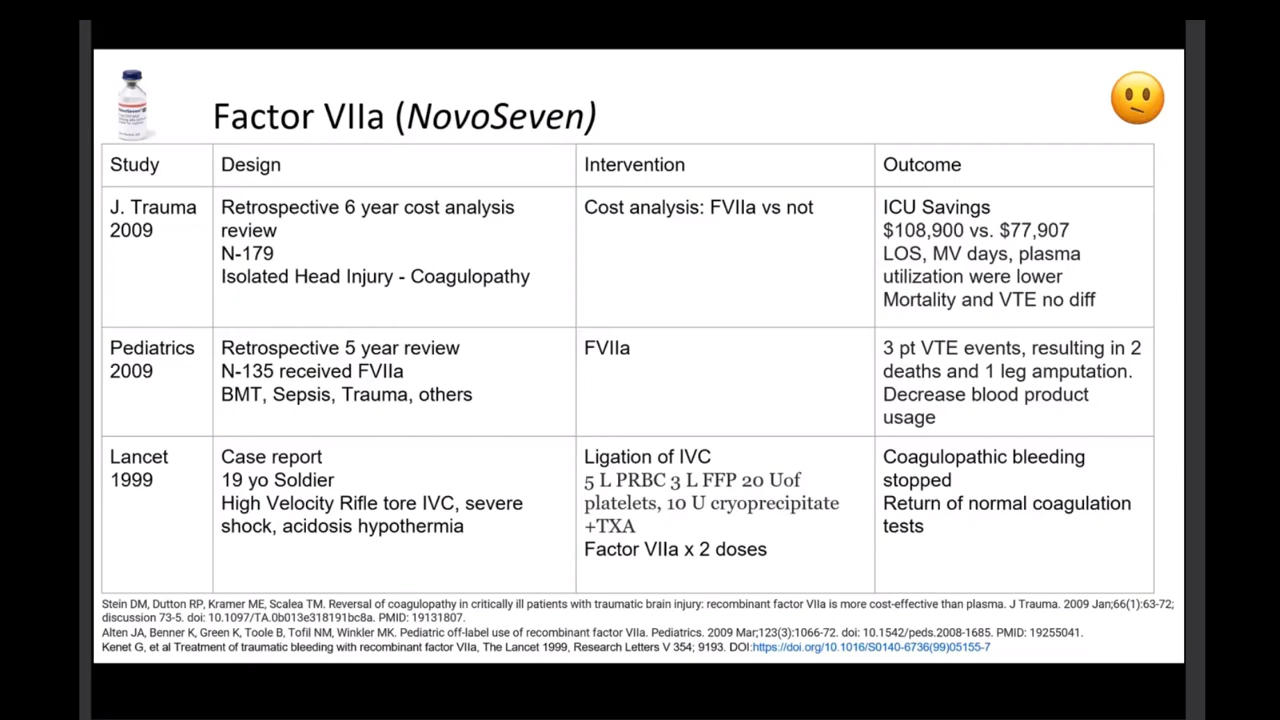 Factor VIIa (NovoSeven)
Study
Design
Intervention
Outcome
J. Trauma
2009
Retrospective 6 year cost analysis
review
N-179
Isolated Head Injury - Coagulopathy
Cost analysis: FVIIa vs not
ICU Savings
$108,900 vs. $77,907
LOS, MV days, plasma
utilization were lower
Mortality and VTE no diff
Pediatrics
2009
Retrospective 5 year review
N-135 received FVIIa
BMT, Sepsis, Trauma, others
FVIIa
3 pt VTE events, resulting in 2
deaths and 1 leg amputation.
Decrease blood product
usage
Lancet
1999
Case report
19 yo Soldier
High Velocity Rifle tore IVC, severe
shock, acidosis hypothermia
Ligation of IVC
5 L PRBC 3 L FFP 20 Uof
platelets, 10 U cryoprecipitate
+TXA
Factor VIIa x 2 doses
Coagulopathic bleeding
stopped
Return of normal coagulation
tests
Stein DM, Dutton RP, Kramer ME, Scalea TM. Reversal of coagulopathy in critically ill patients with traumatic brain injury: recombinant factor VIIa is more cost-effective than plasma. J Trauma. 2009 Jan;66(1):63-72;
discussion 73-5. doi: 10.1097/TA.0b013e318191bc8a. PMID: 19131807.
Alten JA, Benner K, Green K, Toole B, Tofil NM, Winkler MK. Pediatric off-label use of recombinant factor VIIa. Pediatrics. 2009 Mar;123(3):1066-72. doi: 10.1542/peds.2008-1685. PMID: 19255041.
Kenet G, et al Treatment of traumatic bleeding with recombinant factor VIIa, The Lancet 1999, Research Letters V 354; 9193. DOI:https://doi.org/10.1016/S0140-6736(99)05155-7